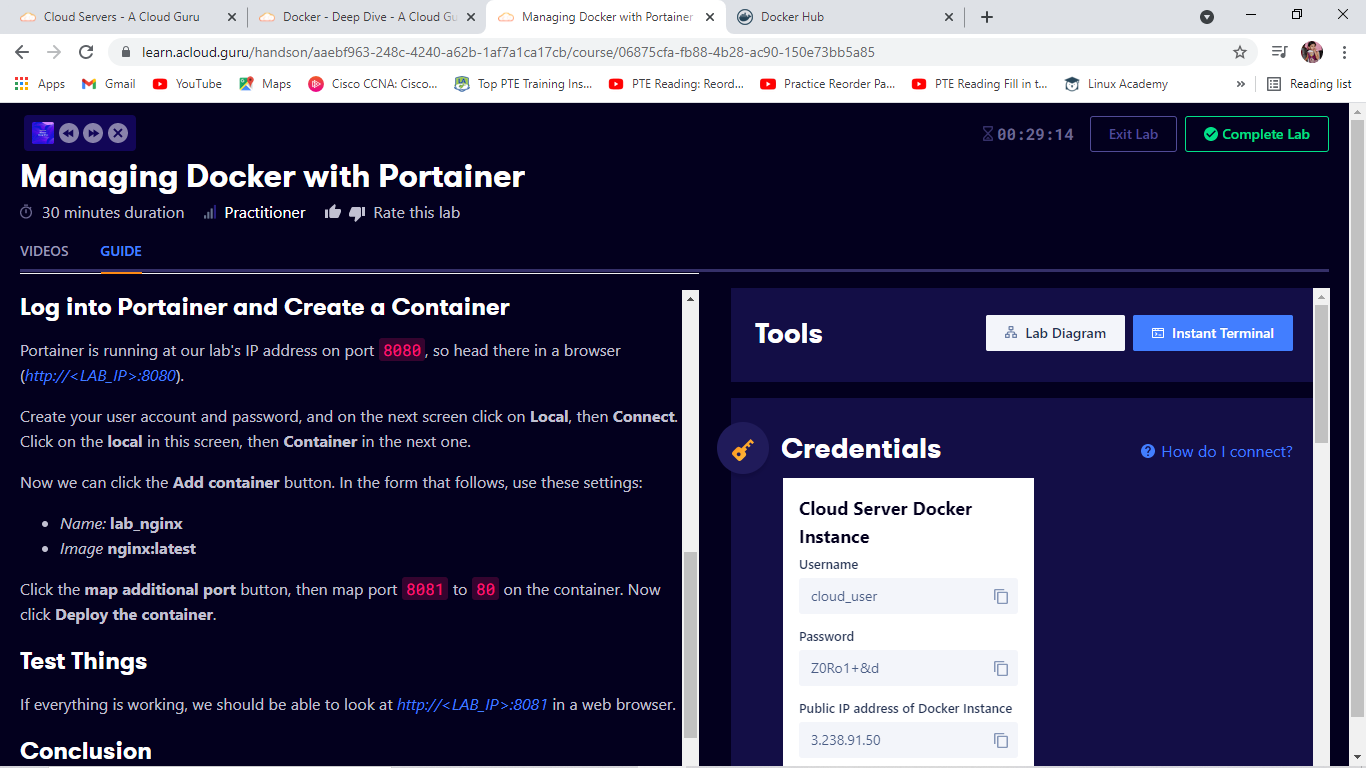 Cloud Servers - A Cloud Guru
Docker - Deep Dive - A Cloud Gu
Managing Docker with Portainer
Docker Hub
learn.acloud.guru/handson/aaebf963-248c-4240-a62b-1af7a1ca17cb/course/06875cfa-fb88-4b28-ac90-150e73bb5a85
Apps
Gmail
YouTube
Maps
Cisco CCNA: Cisco...
Top PTE Training Ins...
PTE Reading: Reord...
Practice Reorder Pa...
PTE Reading Fill in t...
Linux Academy
»
Reading list
00:29:14
Exit Lab
Complete Lab
Managing Docker with Portainer
30 minutes duration
Practitioner
Rate this lab
VIDEOS
GUIDE
Log into Portainer and Create a Container
Portainer is running at our lab's IP address on port 8080, so head there in a browser
(http://<LAB_IP>:8080).
Create your user account and password, and on the next screen click on Local, then Connect.
Click on the local in this screen, then Container in the next one.
Now we can click the Add container button. In the form that follows, use these settings:
• Name: lab_nginx
• Image nginx:latest
Click the map additional port button, then map port 8081 to 80 on the container. Now
click Deploy the container.
Test Things
If everything is working, we should be able to look at http://<LAB_IP>:8081 in a web browser.
Conclusion
Tools
Lab Diagram
Instant Terminal
Credentials
How do I connect?
Cloud Server Docker
Instance
Username
cloud_user
Password
Z0Ro1+&d
Public IP address of Docker Instance
3.238.91.50